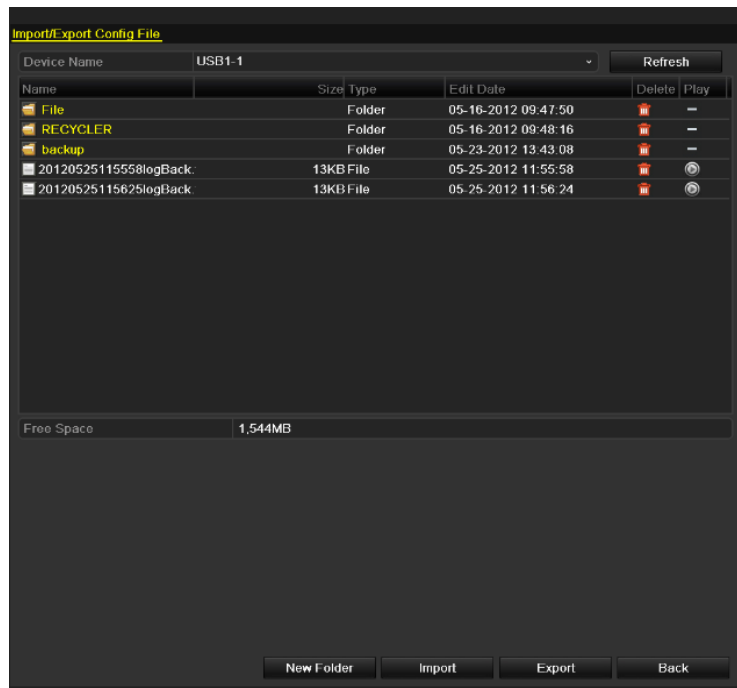 Import/Export Config File
Device Name USB1-1 Refresh
Name Size Type Edit Date Delete Play
File Folder 05-16-2012 09:47:50 –
RECYCLER Folder 05-16-2012 09:48:16 –
backup Folder 05-23-2012 13:43:08 –
20120525115558logBack. 13KB File 05-25-2012 11:55:58
20120525115625logBack. 13KB File 05-25-2012 11:56:24
Free Space 1,544MB
New Folder Import Export Back